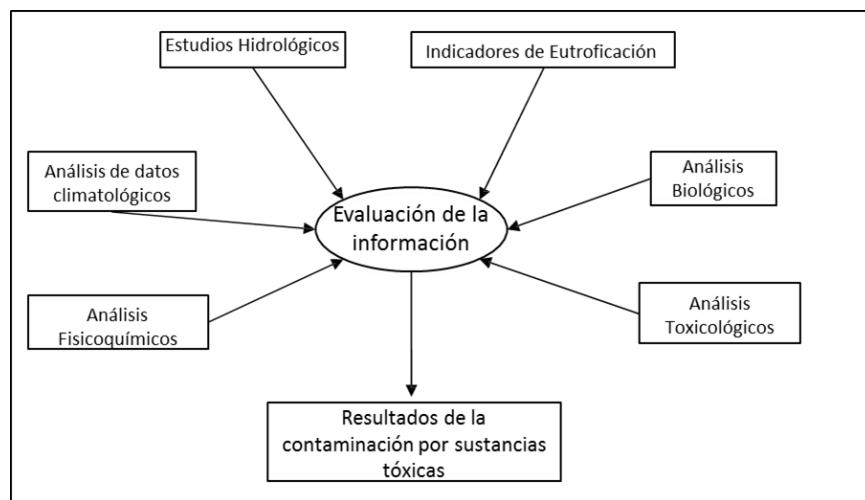 Estudios Hidrológicos
Indicadores de Eutroficación
Análisis de datos
climatológicos
Análisis
Biológicos
Evaluación de la
información
Análisis
Fisicoquímicos
Análisis
Toxicológicos
Resultados de la
contaminación por sustancias
tóxicas